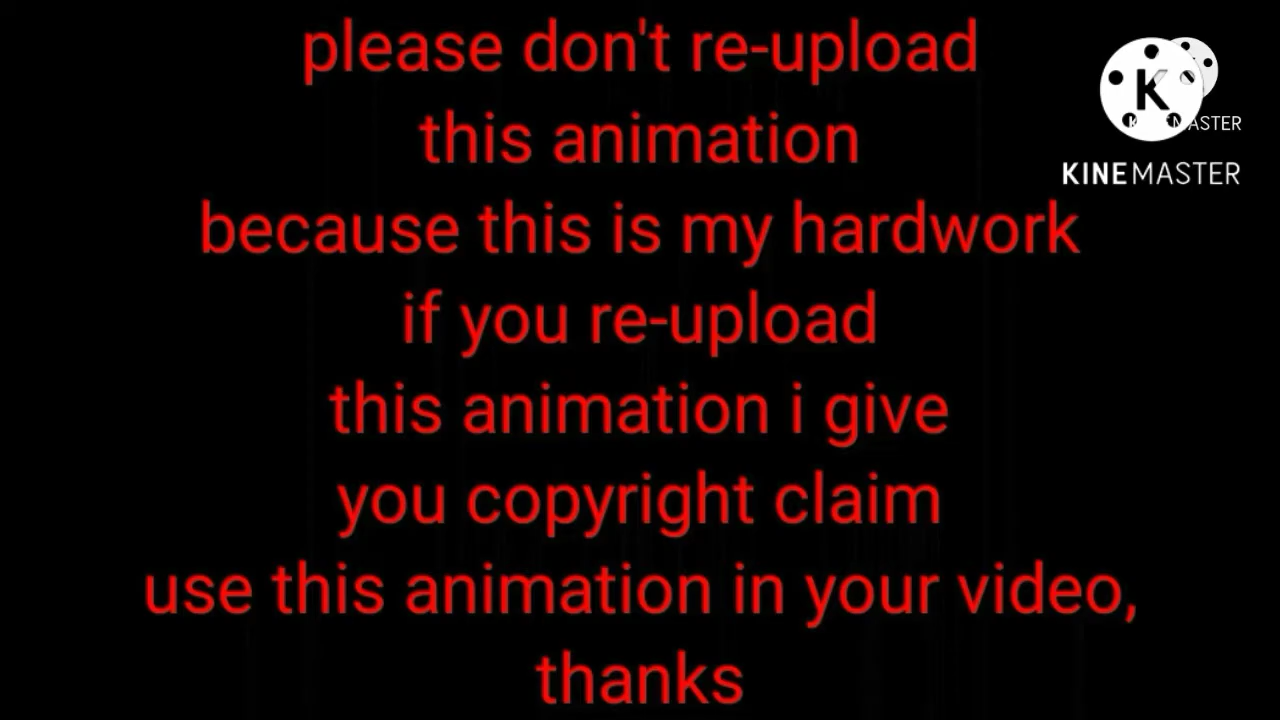 please don't re-upload
this animation
because this is my hardwork
if you re-upload
this animation i give
you copyright claim
use this animation in your video,
thanks
K
KINEMASTER
KINEMASTER